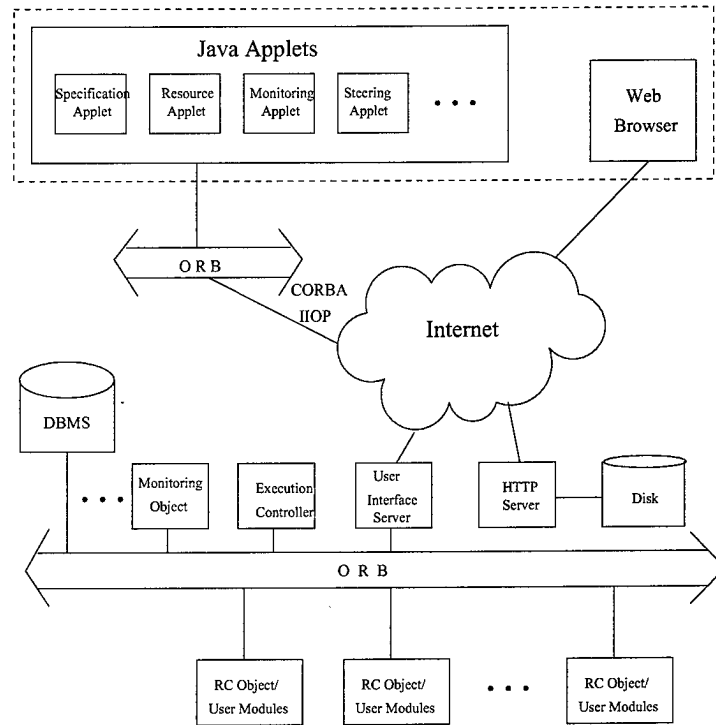 Java Applets
Specification
Applet
Resource
Applet
Monitoring
Applet
Steering
Applet
Web
Browser
O R B
CORBA
IIOP
Internet
DBMS
Monitoring
Object
Execution
Controller
User
Interface
Server
HTTP
Server
Disk
O R B
RC Object/
User Modules
RC Object/
User Modules
RC Object/
User Modules